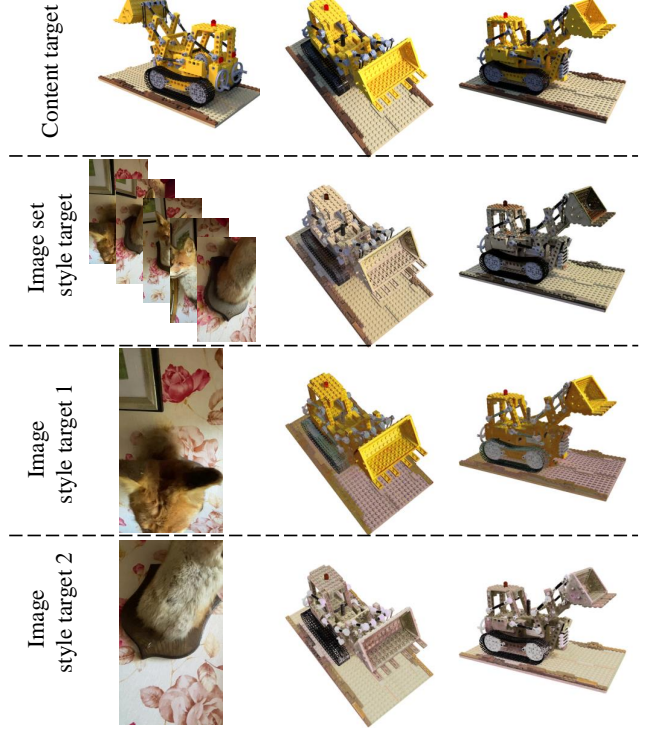 Content target
Image set
style target
Image
style target 1
Image
style target 2